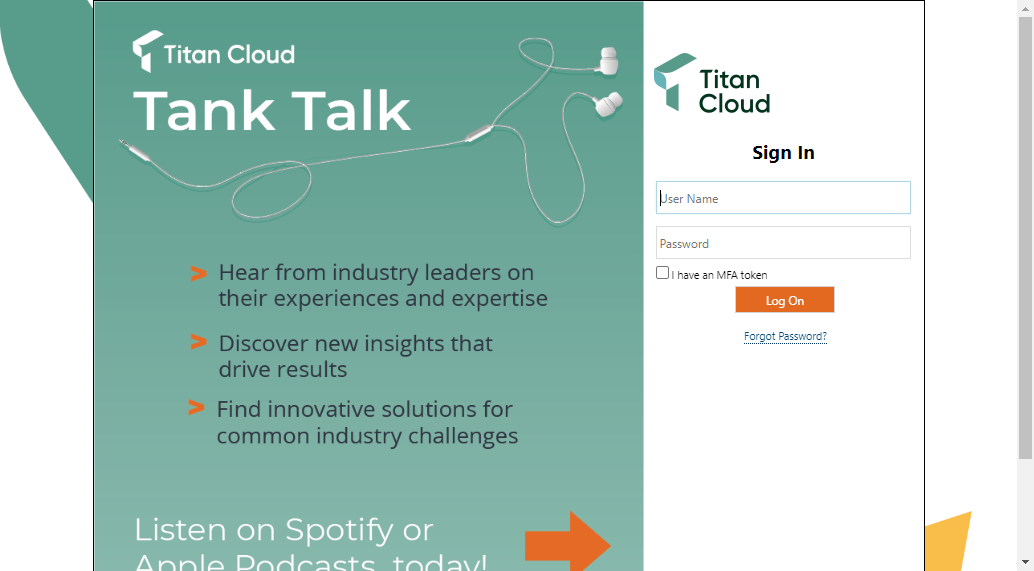 Titan Cloud
Tank Talk
> Hear from industry leaders on
their experiences and expertise
> Discover new insights that
drive results
> Find innovative solutions for
common industry challenges
Listen on Spotify or
Apple Podcasts, today!
Titan
Cloud
Sign In
User Name
Password
I have an MFA token
Log On
Forgot Password?